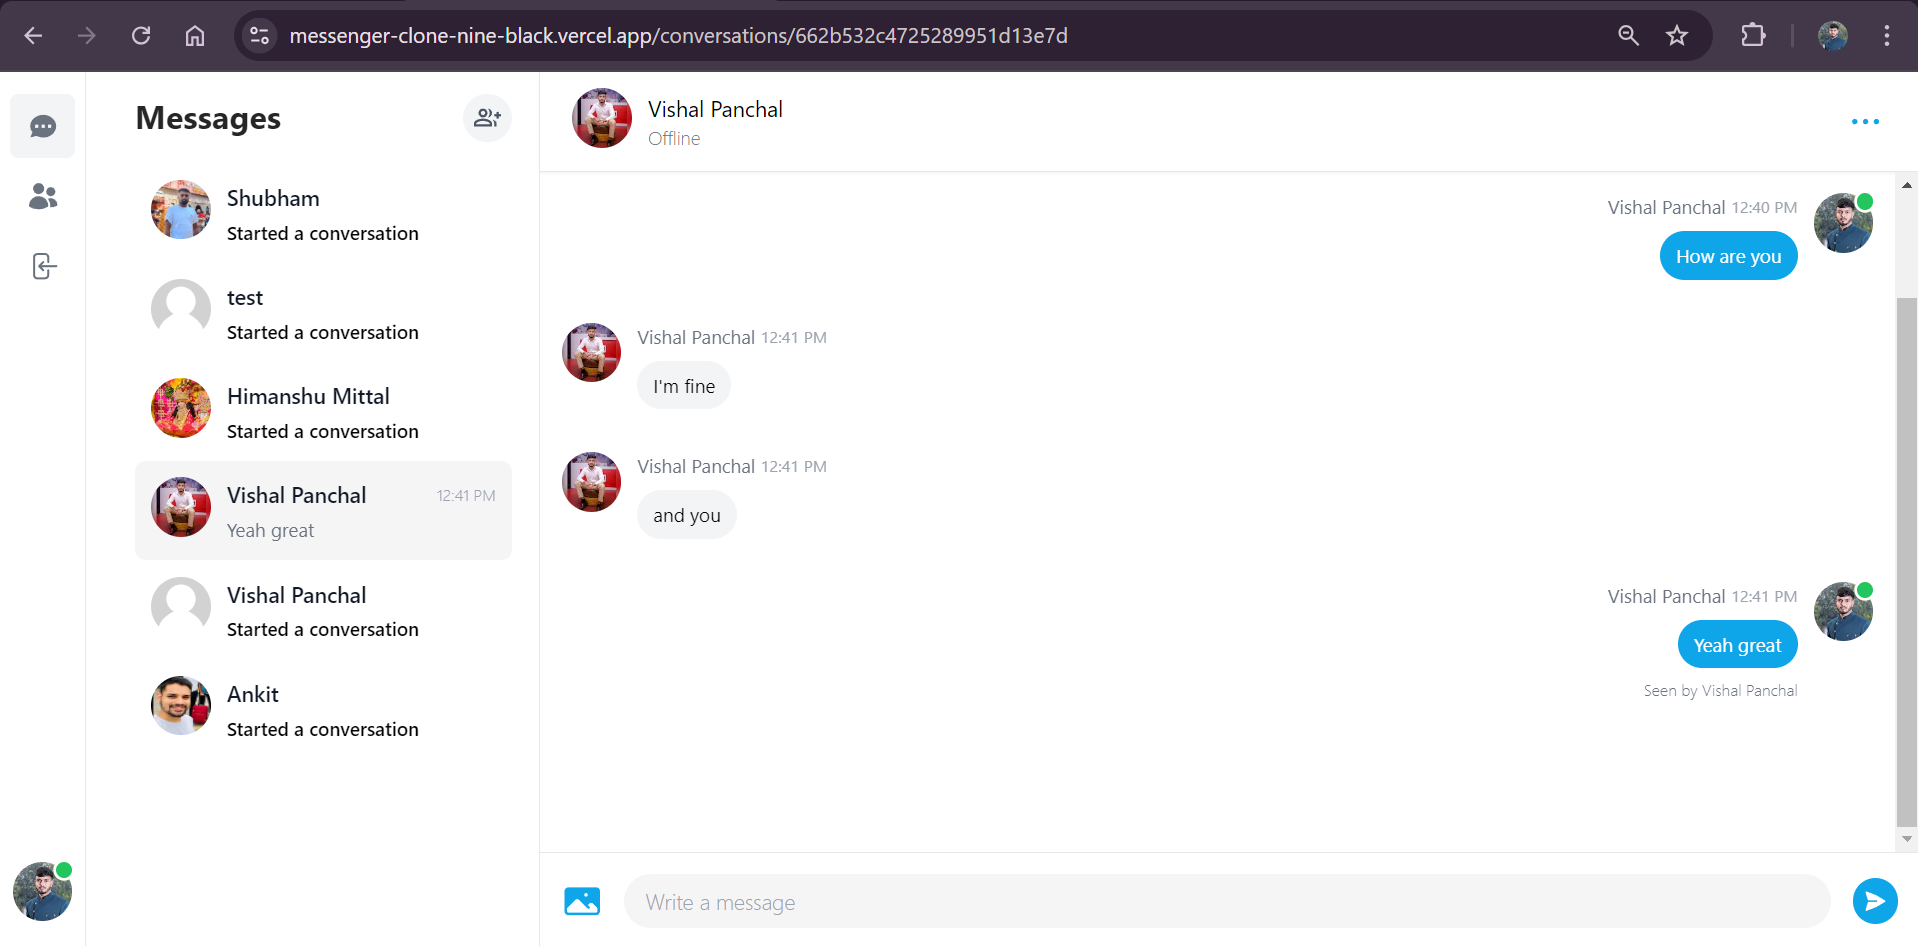 messenger-clone-nine-black.vercel.app/conversations/662b532c4725289951d13e7d
Messages
Shubham
Started a conversation
test
Started a conversation
Himanshu Mittal
Started a conversation
Vishal Panchal 12:41 PM
Yeah great
Vishal Panchal
Started a conversation
Ankit
Started a conversation
Vishal Panchal
Offline
Vishal Panchal 12:40 PM
How are you
Vishal Panchal 12:41 PM
I'm fine
Vishal Panchal 12:41 PM
and you
Vishal Panchal 12:41 PM
Yeah great
Seen by Vishal Panchal
Write a message